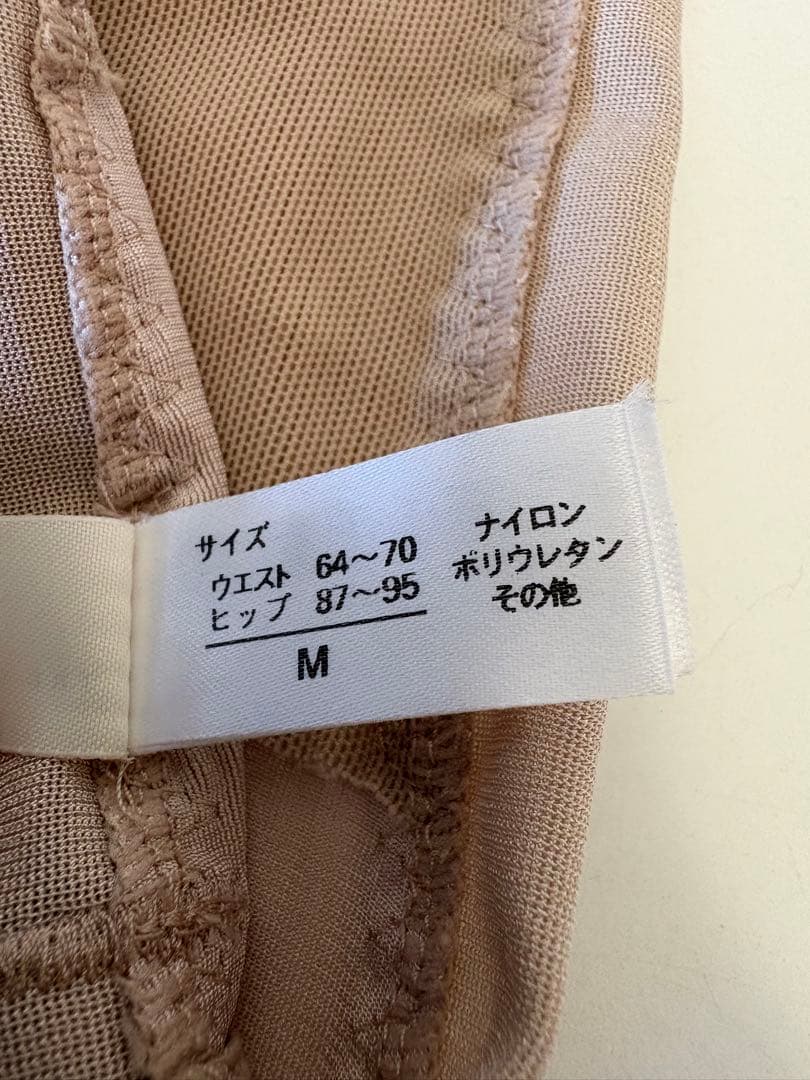 サイズ
ウエスト 64〜70
ヒップ 87〜95
M
ナイロン
ポリウレタン
その他